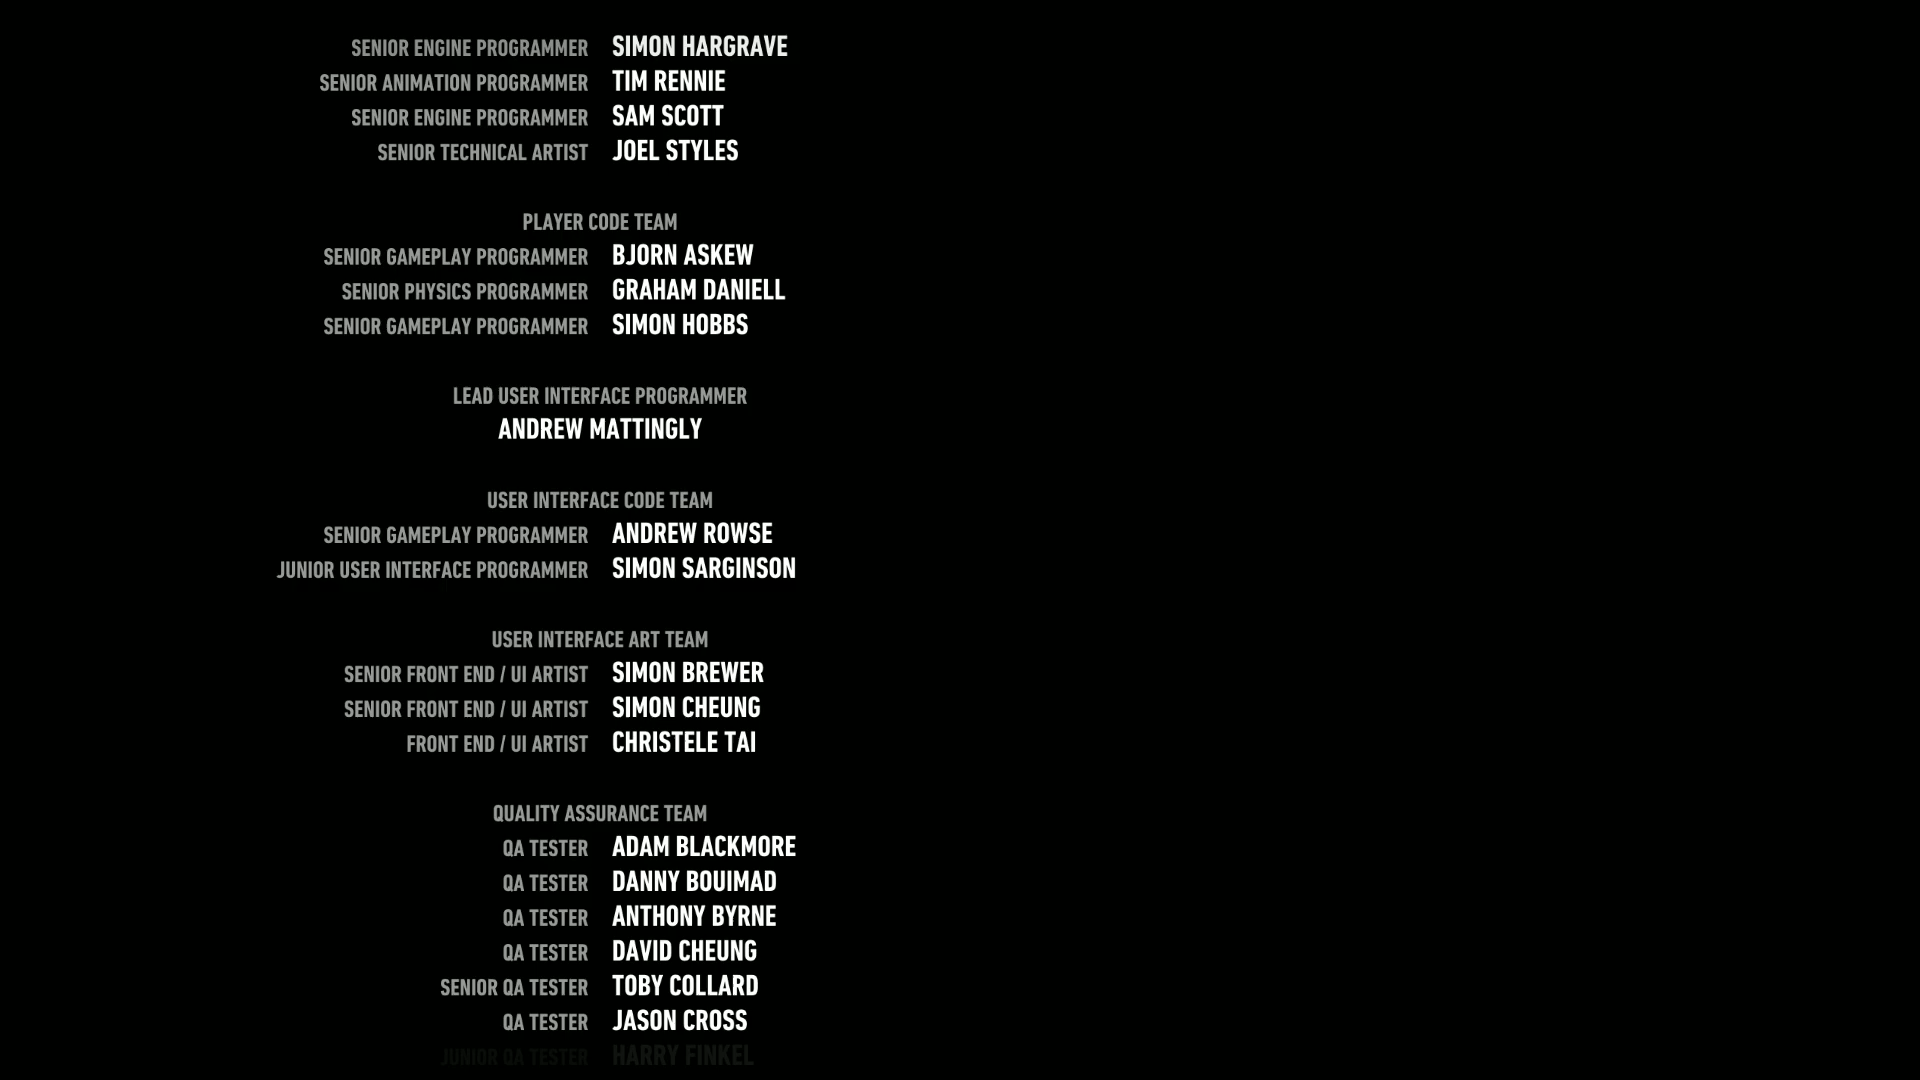 SENIOR ENGINE PROGRAMMER SIMON HARGRAVE
SENIOR ANIMATION PROGRAMMER TIM RENNIE
SENIOR ENGINE PROGRAMMER SAM SCOTT
SENIOR TECHNICAL ARTIST JOEL STYLES
PLAYER CODE TEAM
SENIOR GAMEPLAY PROGRAMMER BJORN ASKEW
SENIOR PHYSICS PROGRAMMER GRAHAM DANIELL
SENIOR GAMEPLAY PROGRAMMER SIMON HOBBS
LEAD USER INTERFACE PROGRAMMER
ANDREW MATTINGLY
USER INTERFACE CODE TEAM
SENIOR GAMEPLAY PROGRAMMER ANDREW ROWSE
JUNIOR USER INTERFACE PROGRAMMER SIMON SARGINSON
USER INTERFACE ART TEAM
SENIOR FRONT END / UI ARTIST SIMON BREWER
SENIOR FRONT END / UI ARTIST SIMON CHEUNG
FRONT END / UI ARTIST CHRISTELE TAI
QUALITY ASSURANCE TEAM
QA TESTER ADAM BLACKMORE
QA TESTER DANNY BOUIMAD
QA TESTER ANTHONY BYRNE
QA TESTER DAVID CHEUNG
SENIOR QA TESTER TOBY COLLARD
QA TESTER JASON CROSS
JUNIOR QA TESTER HARRY FINKEL